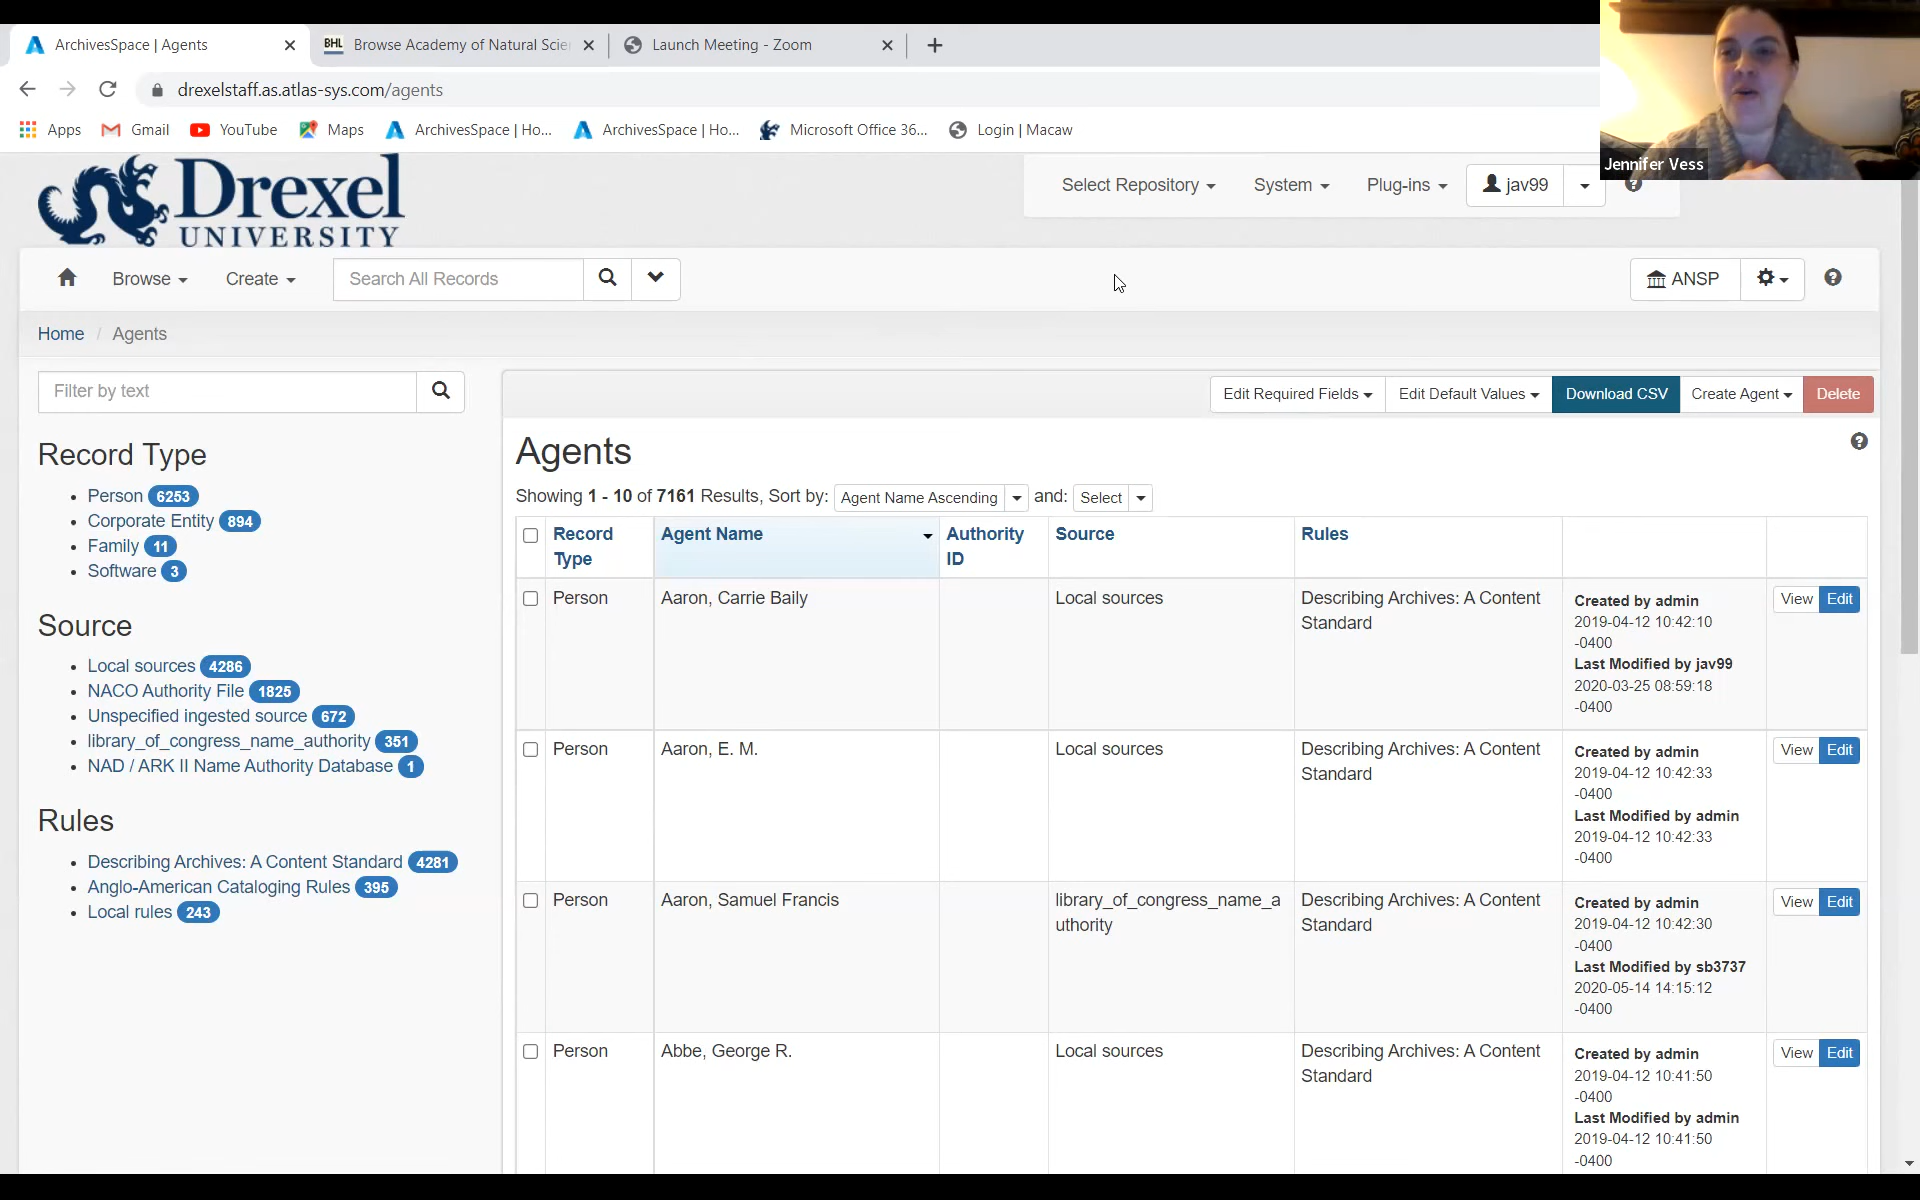 ArchivesSpace | Agents
BHL Browse Academy of Natural Scie
Launch Meeting - Zoom
drexelstaff.as.atlas-sys.com/agents
Apps Gmail YouTube Maps ArchivesSpace | Ho... ArchivesSpace | Ho... Microsoft Office 36... Login | Macaw
Jennifer Vess
Drexel
UNIVERSITY
Select Repository System Plug-ins jav99
Browse Create Search All Records
ANSP
Home / Agents
Filter by text
Edit Required Fields Edit Default Values Download CSV Create Agent Delete
Record Type
Person 6253
Corporate Entity 894
Family 11
Software 3
Source
Local sources 4286
NACO Authority File 1825
Unspecified ingested source 672
library_of_congress_name_authority 351
NAD / ARK II Name Authority Database 1
Rules
Describing Archives: A Content Standard 4281
Anglo-American Cataloging Rules 395
Local rules 243
Agents
Showing 1 - 10 of 7161 Results, Sort by: Agent Name Ascending and: Select
Record Type Agent Name Authority ID Source Rules
Person Aaron, Carrie Baily Local sources Describing Archives: A Content Standard
Created by admin
2019-04-12 10:42:10
-0400
Last Modified by jav99
2020-03-25 08:59:18
-0400
View Edit
Person Aaron, E. M. Local sources Describing Archives: A Content Standard
Created by admin
2019-04-12 10:42:33
-0400
Last Modified by admin
2019-04-12 10:42:33
-0400
View Edit
Person Aaron, Samuel Francis library_of_congress_name_a
uthority
Describing Archives: A Content Standard
Created by admin
2019-04-12 10:42:30
-0400
Last Modified by sb3737
2020-05-14 14:15:12
-0400
View Edit
Person Abbe, George R. Local sources Describing Archives: A Content Standard
Created by admin
2019-04-12 10:41:50
-0400
Last Modified by admin
2019-04-12 10:41:50
-0400
View Edit